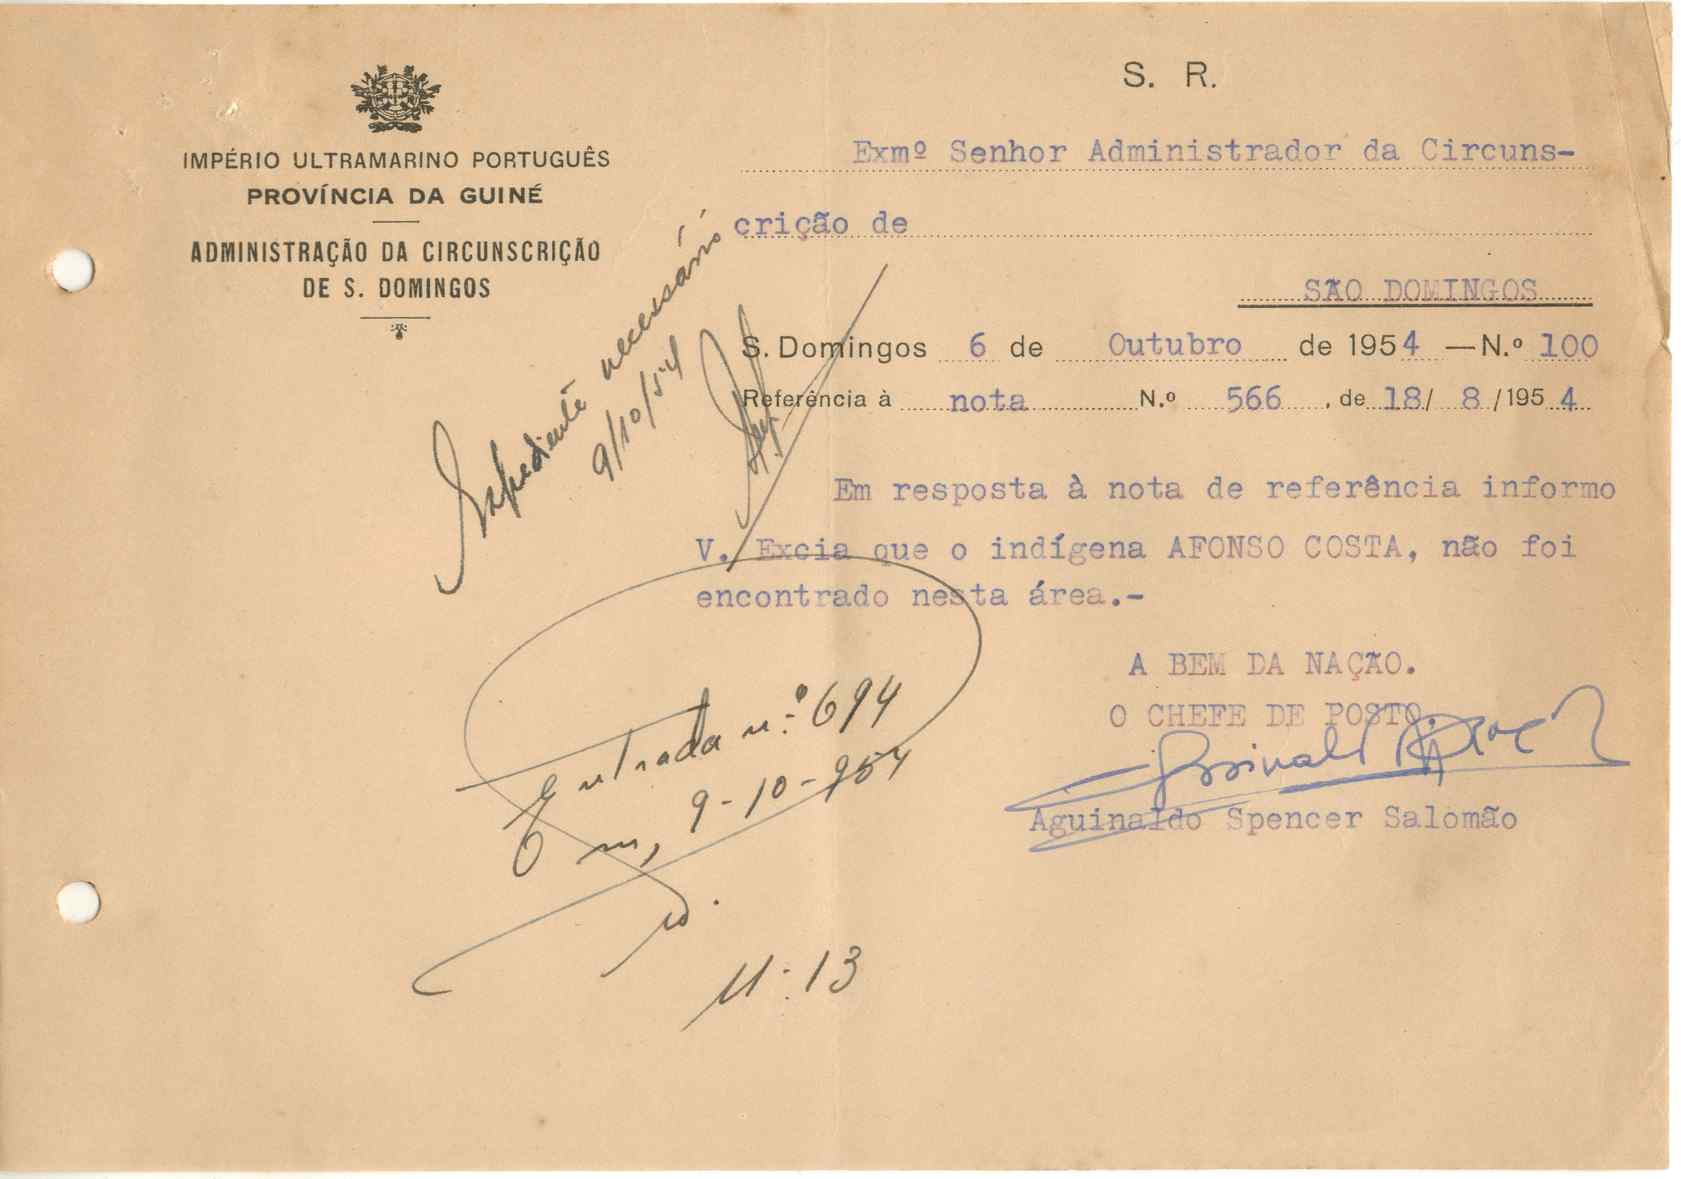 IMPÉRIO ULTRAMARINO PORTUGUÊS
PROVÍNCIA DA GUINÉ
ADMINISTRAÇÃO DA CIRCUNSCRIÇÃO
DE S. DOMINGOS
S. R.
Exmº Senhor Administrador da Circuns-
crição de
SÃO DOMINGOS
S. Domingos 6 de Outubro de 1954 — N.º 100
Referência à nota N.º 566, de 18/ 8 /1954
Em resposta à nota de referência informo
V. Excia que o indígena AFONSO COSTA, não foi
encontrado nesta área.-
A BEM DA NAÇÃO.
O CHEFE DE POSTO
Aguinaldo Spencer Salomão
Expediente necessário
9/10/54
Entrada n.º 694
Em, 9-10-954